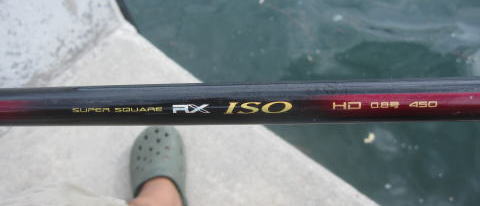 SUPER SQUARE RX ISO HD 0.8号 450